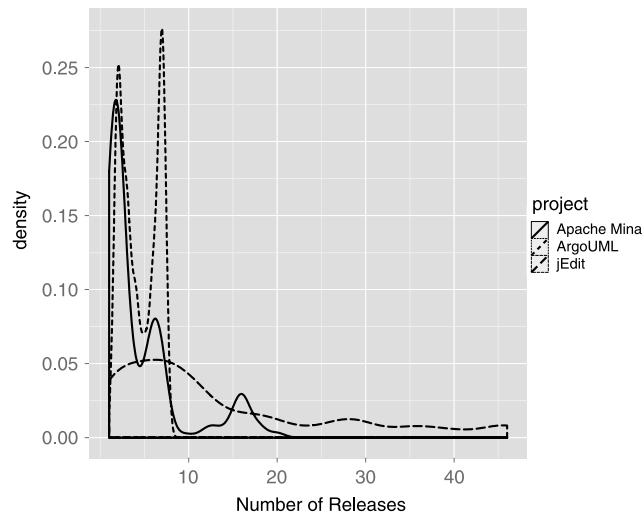 0.25
0.20
0.15
0.10
0.05
0.00
density
10 20 30 40
Number of Releases
project
Apache Mina
ArgoUML
jEdit